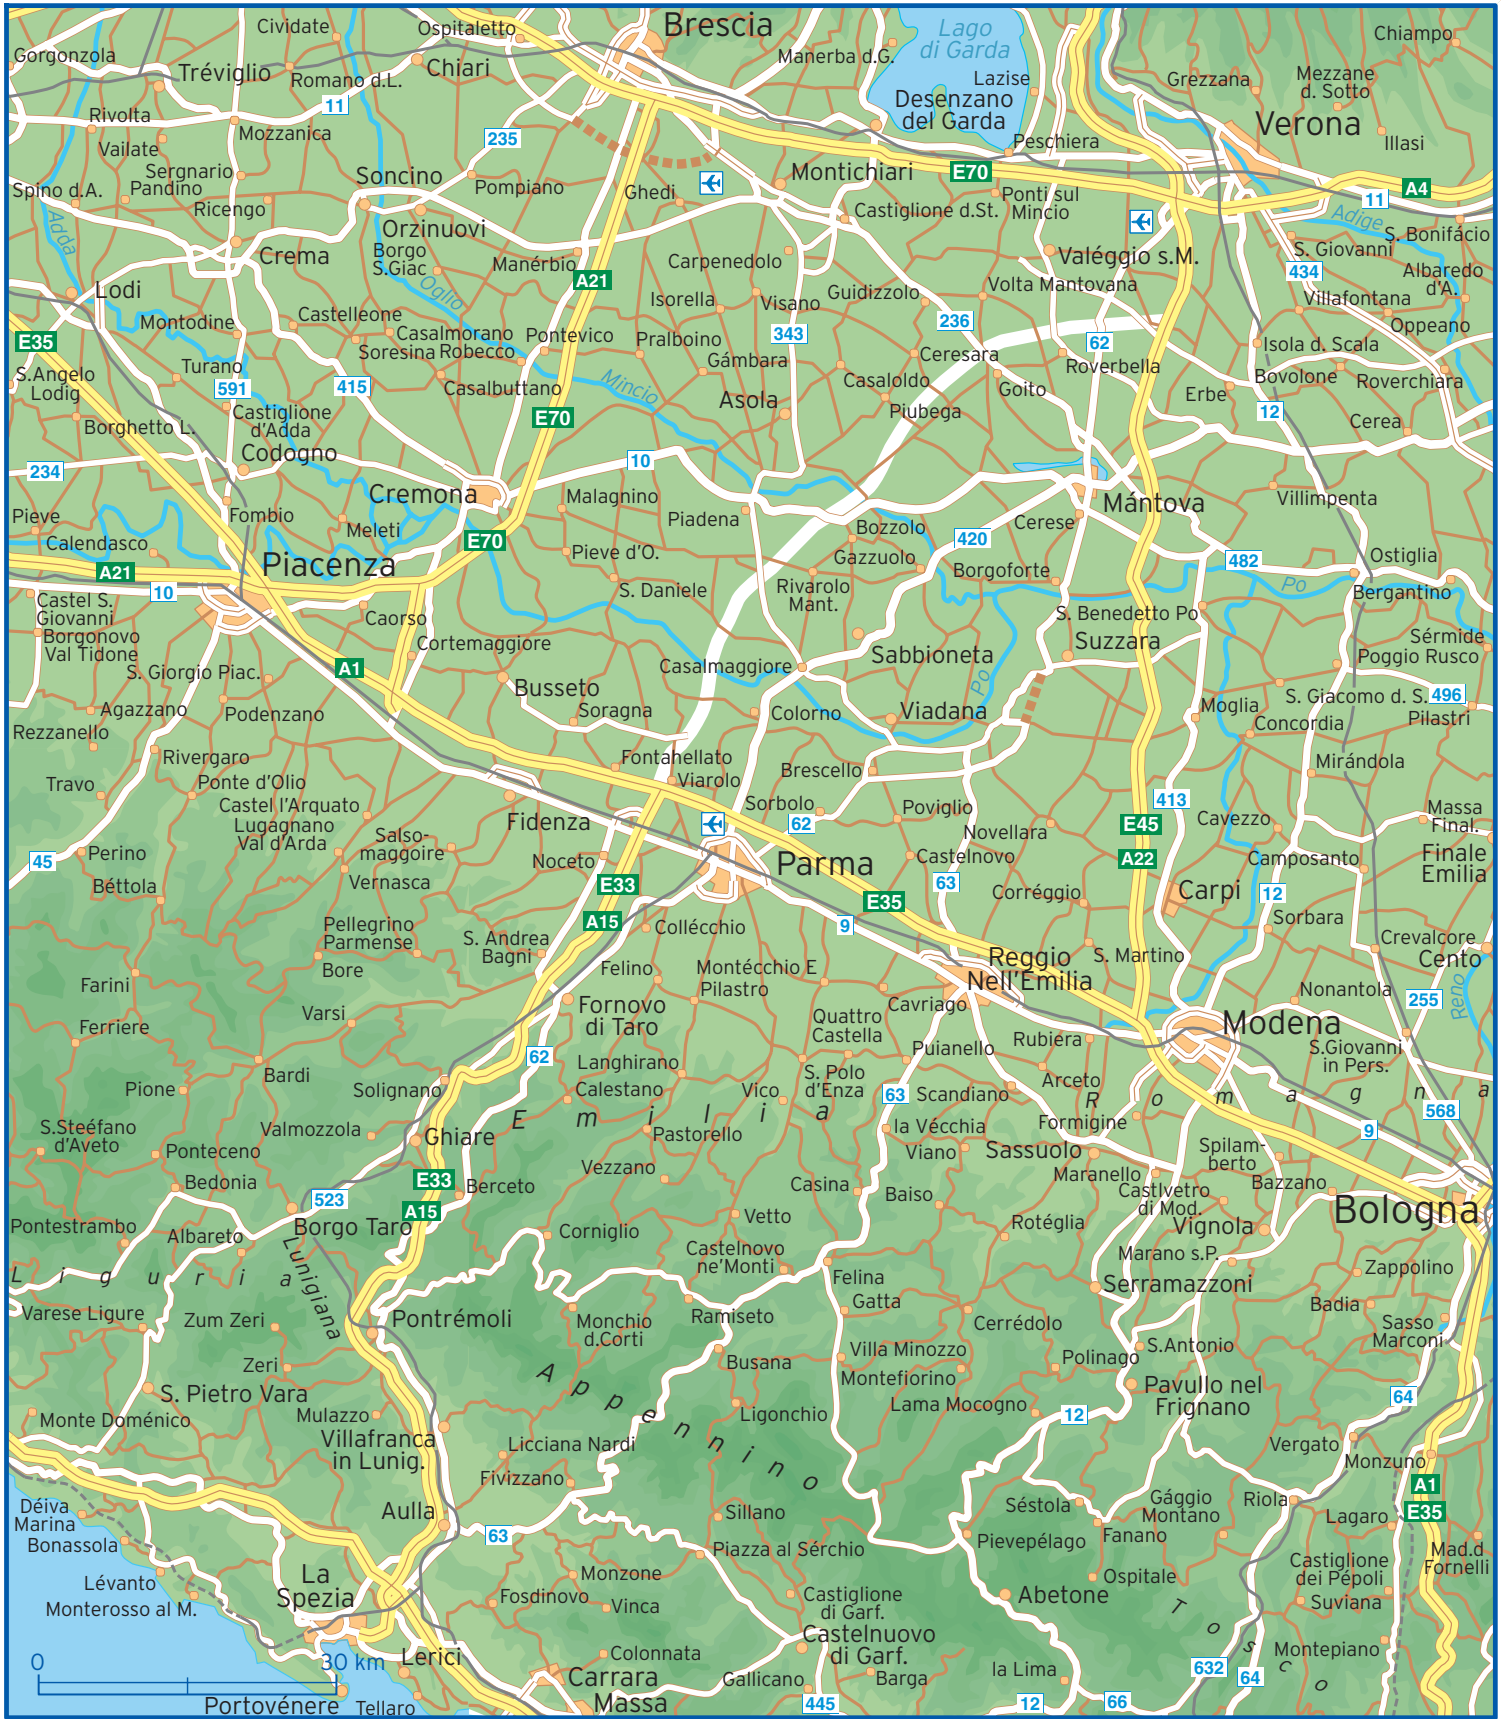 Cividate
Ospitaletto
Brescia
Lago
di Garda
Chiampo
Gorgonzola
Tréviglio
Romano d.L.
Chiari
Manerba d.G.
Lazise
Grezzana
Mezzane
d. Sotto
Desenzano
del Garda
11
Rivolta
Mozzanica
235
Verona
Peschiera
Illasi
Vailate
Sergnario
Pandino
Spino d.A.
Soncino
Pompiano
Ghedi
Montichiari
E70
Ponti sul
Mincio
A4
11
Ricengo
Adda
Orzinuovi
Castiglione d.St.
Adige
S. Bonifácio
S. Giovanni
Crema
Borgo
S.Giac
Manérbio
Carpenedolo
Valéggio s.M.
434
Albaredo
d'A.
Lodi
Oglio
A21
Isorella
Visano
Guidizzolo
Volta Mantovana
Villafontana
Montodine
Castelleone
Casalmorano
Pontevico
343
236
Oppeano
E35
Soresina
Robecco
Pralboino
Gámbara
Ceresara
62
Roverbella
Isola d. Scala
S.Angelo
Lodig
Turano
591
415
Casalbuttano
Mincio
Asola
Casaloldo
Piubega
Goito
Erbe
Bovolone
Roverchiara
12
Cerea
Borghetto L.
Castiglione
d'Adda
E70
Codogno
234
10
Cremona
Malagnino
Piadena
Mántova
Villimpenta
Pieve
Fombio
Meleti
Cerese
Calendasco
E70
Pieve d'O.
Bozzolo
420
Gazzuolo
Borgoforte
482
Ostiglia
A21
Piacenza
S. Daniele
Rivarolo
Mant.
Po
Bergantino
10
Castel S.
Giovanni
Borgonovo
Val Tidone
Caorso
S. Benedetto Po
Cortemaggiore
Suzzara
Sérmide
Poggio Rusco
S. Giorgio Piac.
A1
Casalmaggiore
Sabbioneta
Po
Busseto
Soragna
S. Giacomo d. S.
496
Agazzano
Podenzano
Colorno
Viadana
Moglia
Concordia
Pilastri
Rezzanello
Rivergaro
Fontahellato
Viarolo
Brescello
Mirándola
Travo
Ponte d'Olio
Castel l'Arquato
Lugagnano
Val d'Arda
Fidenza
Sorbolo
62
Poviglio
413
Massa
Final.
Salso-
maggoire
Novellara
E45
Cavezzo
45
Perino
Noceto
Parma
Castelnovo
A22
Camposanto
Finale
Emilia
Béttola
Vernasca
E33
63
Corréggio
Carpi
12
Sorbara
E35
A15
9
Pellegrino
Parmense
S. Andrea
Bagni
Collécchio
Crevalcore
Cento
Bore
Felino
Montécchio E
Pilastro
Reggio
Nell'Emilia
S. Martino
Farini
Fornovo
di Taro
Cavriago
Nonantola
255
Reno
Varsi
Quattro
Castella
Modena
Ferriere
62
Langhirano
Puianello
Rubiera
S.Giovanni
in Pers.
Pione
Bardi
Solignano
Calestano
Vico
S. Polo
d'Enza
63
Scandiano
Arceto
Emilia
Romagna
568
S.Steéfano
d'Aveto
Valmozzola
Ghiare
Pastorello
la Vécchia
Formigine
9
Ponteceno
Viano
Sassuolo
Spilam-
berto
Bedonia
523
E33
Berceto
Vezzano
Casina
Baiso
Maranello
Castlvetro
di Mod.
Bazzano
Pontestrambo
Borgo Taro
A15
Vetto
Rotéglia
Vignola
Bologna
Albareto
Corniglio
Castelnovo
ne'Monti
Marano s.P.
Liguria
Lunigiana
Felina
Serramazzoni
Zappolino
Varese Ligure
Zum Zeri
Pontrémoli
Monchio
d.Corti
Ramiseto
Gatta
Cerrédolo
Badia
Sasso
Marconi
Zeri
Busana
Villa Minozzo
Polinago
S.Antonio
S. Pietro Vara
Appennino
Montefiorino
Pavullo nel
Frignano
64
Monte Doménico
Mulazzo
Ligonchio
Lama Mocogno
12
Villafranca
in Lunig.
Licciana Nardi
Vergato
Fivizzano
Monzuno
A1
Déiva
Marina
Bonassola
Aulla
Sillano
Séstola
Gággio
Montano
Riola
Lagaro
E35
63
Piazza al Sérchio
Pievepélago
Fanano
Mad.d
Fornelli
Lévanto
La
Spezia
Monzone
Ospitale
Castiglione
dei Pépoli
Monterosso al M.
Fosdinovo
Vinca
Castiglione
di Garf.
Abetone
Tosco
Suviana
Castelnuovo
di Garf.
Montepiano
0
30 km
Lerici
Colonnata
632
64
Carrara
Massa
Gallicano
Barga
la Lima
Portovénere
Tellaro
445
12
66